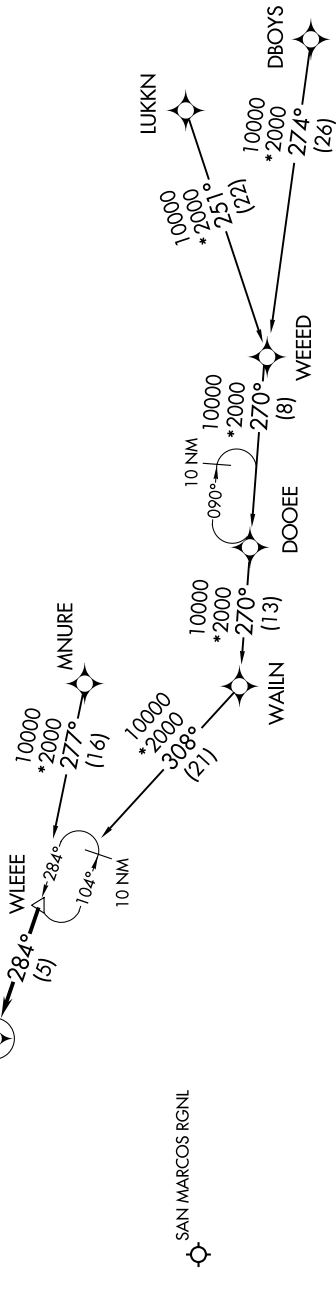 DBOYS
10000
*2000
274°
(26)
LUKKN
10000
*2000
251°
(22)
WEEED
10000
*2000
270°
(8)
10 NM
090°
DOOEE
10000
*2000
270°
(13)
WAILN
MNURE
10000
*2000
277°
(16)
10000
*2000
308°
(21)
WLEEE
284°
104°
10 NM
284°
(5)
SAN MARCOS RGNL